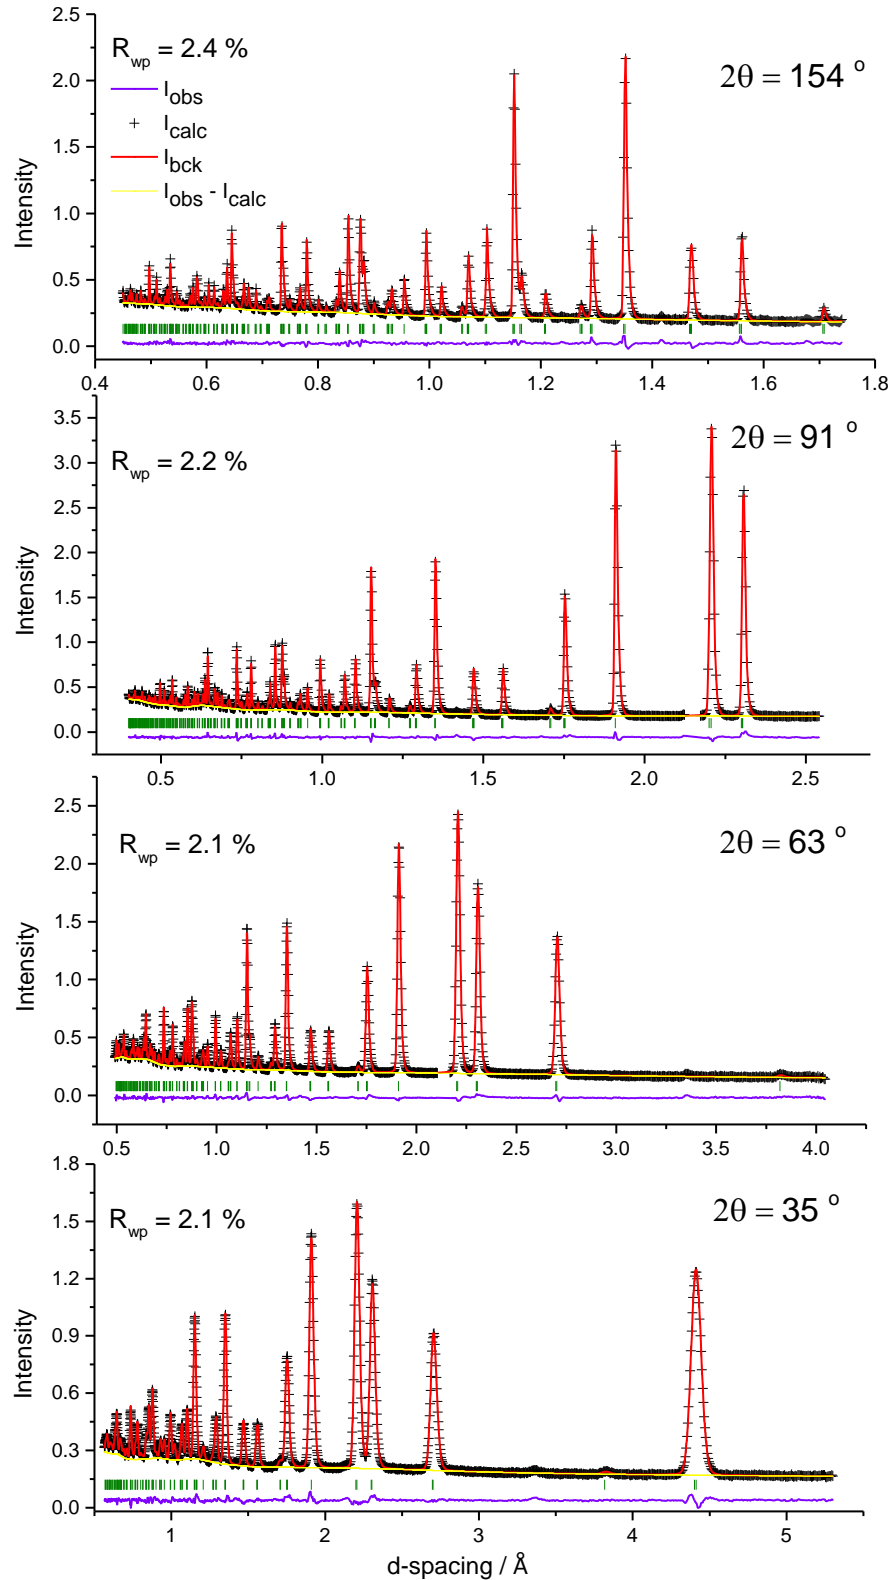 2.5
R_wp = 2.4 %
2θ = 154 °
2.0
I_obs
I_calc
1.5
I_bck
I_obs - I_calc
Intensity
1.0
0.5
0.0
0.4 0.6 0.8 1.0 1.2 1.4 1.6 1.8
3.5
2θ = 91 °
R_wp = 2.2 %
3.0
2.5
2.0
Intensity
1.5
1.0
0.5
0.0
0.5 1.0 1.5 2.0 2.5
2.5
R_wp = 2.1 %
2θ = 63 °
2.0
1.5
Intensity
1.0
0.5
0.0
0.5 1.0 1.5 2.0 2.5 3.0 3.5 4.0
1.8
R_wp = 2.1 %
2θ = 35 °
1.5
1.2
Intensity
0.9
0.6
0.3
0.0
1 2 3 4 5
d-spacing / Å